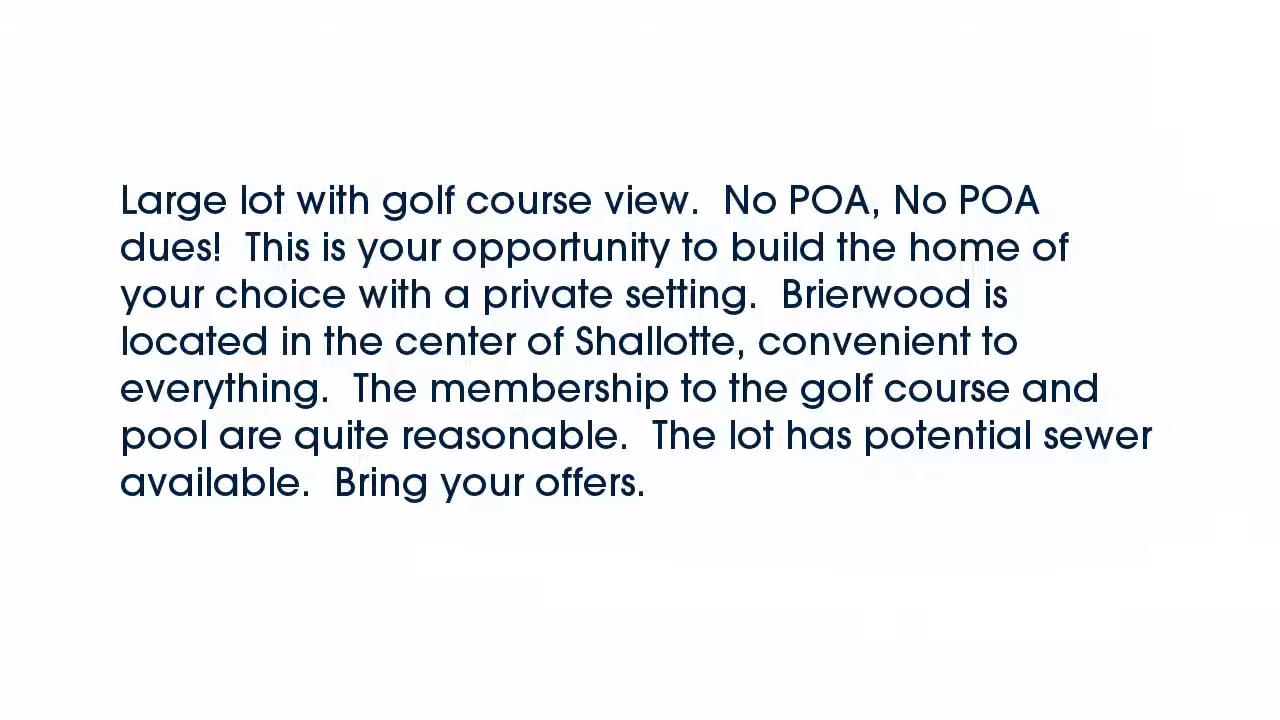 Large lot with golf course view.  No POA, No POA
dues!  This is your opportunity to build the home of
your choice with a private setting.  Brierwood is
located in the center of Shallotte, convenient to
everything.  The membership to the golf course and
pool are quite reasonable.  The lot has potential sewer
available.  Bring your offers.